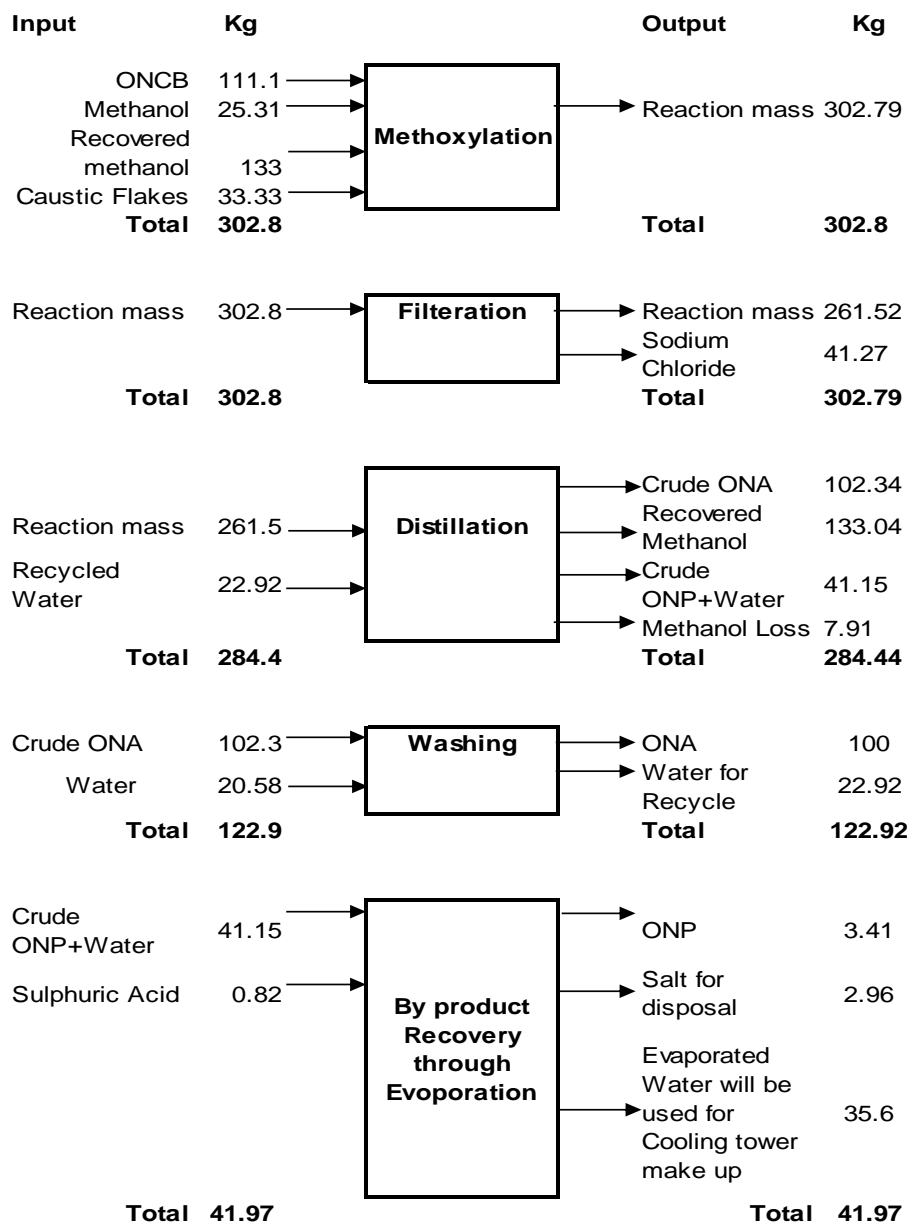 Input Kg Output Kg
ONCB 111.1
Methanol 25.31 Reaction mass 302.79
Recovered
methanol 133
Methoxylation
Caustic Flakes 33.33
Total 302.8 Total 302.8
Reaction mass 302.8 Filteration Reaction mass 261.52
Sodium
Chloride 41.27
Total 302.8 Total 302.79
Crude ONA 102.34
Reaction mass 261.5 Distillation Recovered
Methanol 133.04
Recycled
Water 22.92 Crude
ONP+Water 41.15
Methanol Loss 7.91
Total 284.4 Total 284.44
Crude ONA 102.3 Washing ONA 100
Water 20.58 Water for
Recycle 22.92
Total 122.9 Total 122.92
Crude
ONP+Water 41.15 ONP 3.41
Sulphuric Acid 0.82 Salt for
disposal 2.96
By product
Recovery
through
Evoporation
Evaporated
Water will be
used for
Cooling tower
make up 35.6
Total 41.97 Total 41.97